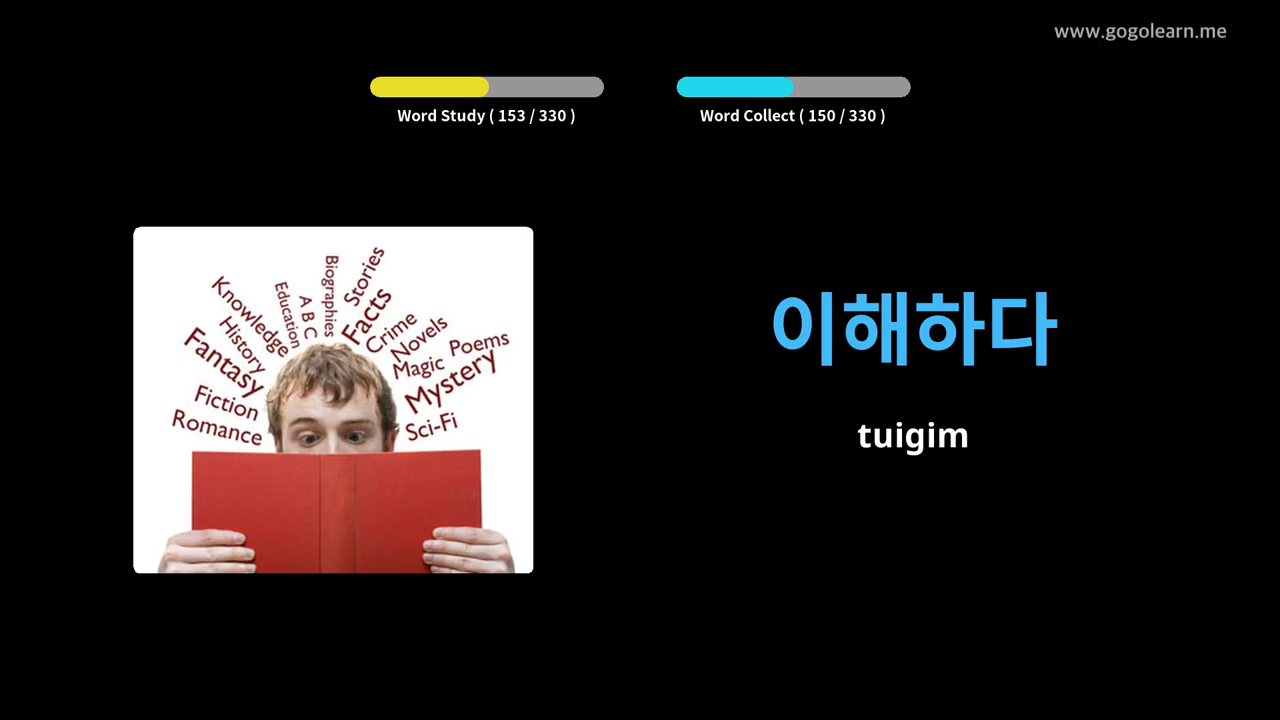 www.gogolearn.me
Word Study ( 153 / 330 )
Word Collect ( 150 / 330 )
Biographies
Stories
Education
A B C
Facts
Knowledge
Crime
History
Novels
Poems
Fantasy
Magic
Mystery
Fiction
Sci-Fi
Romance
이해하다
tuigim